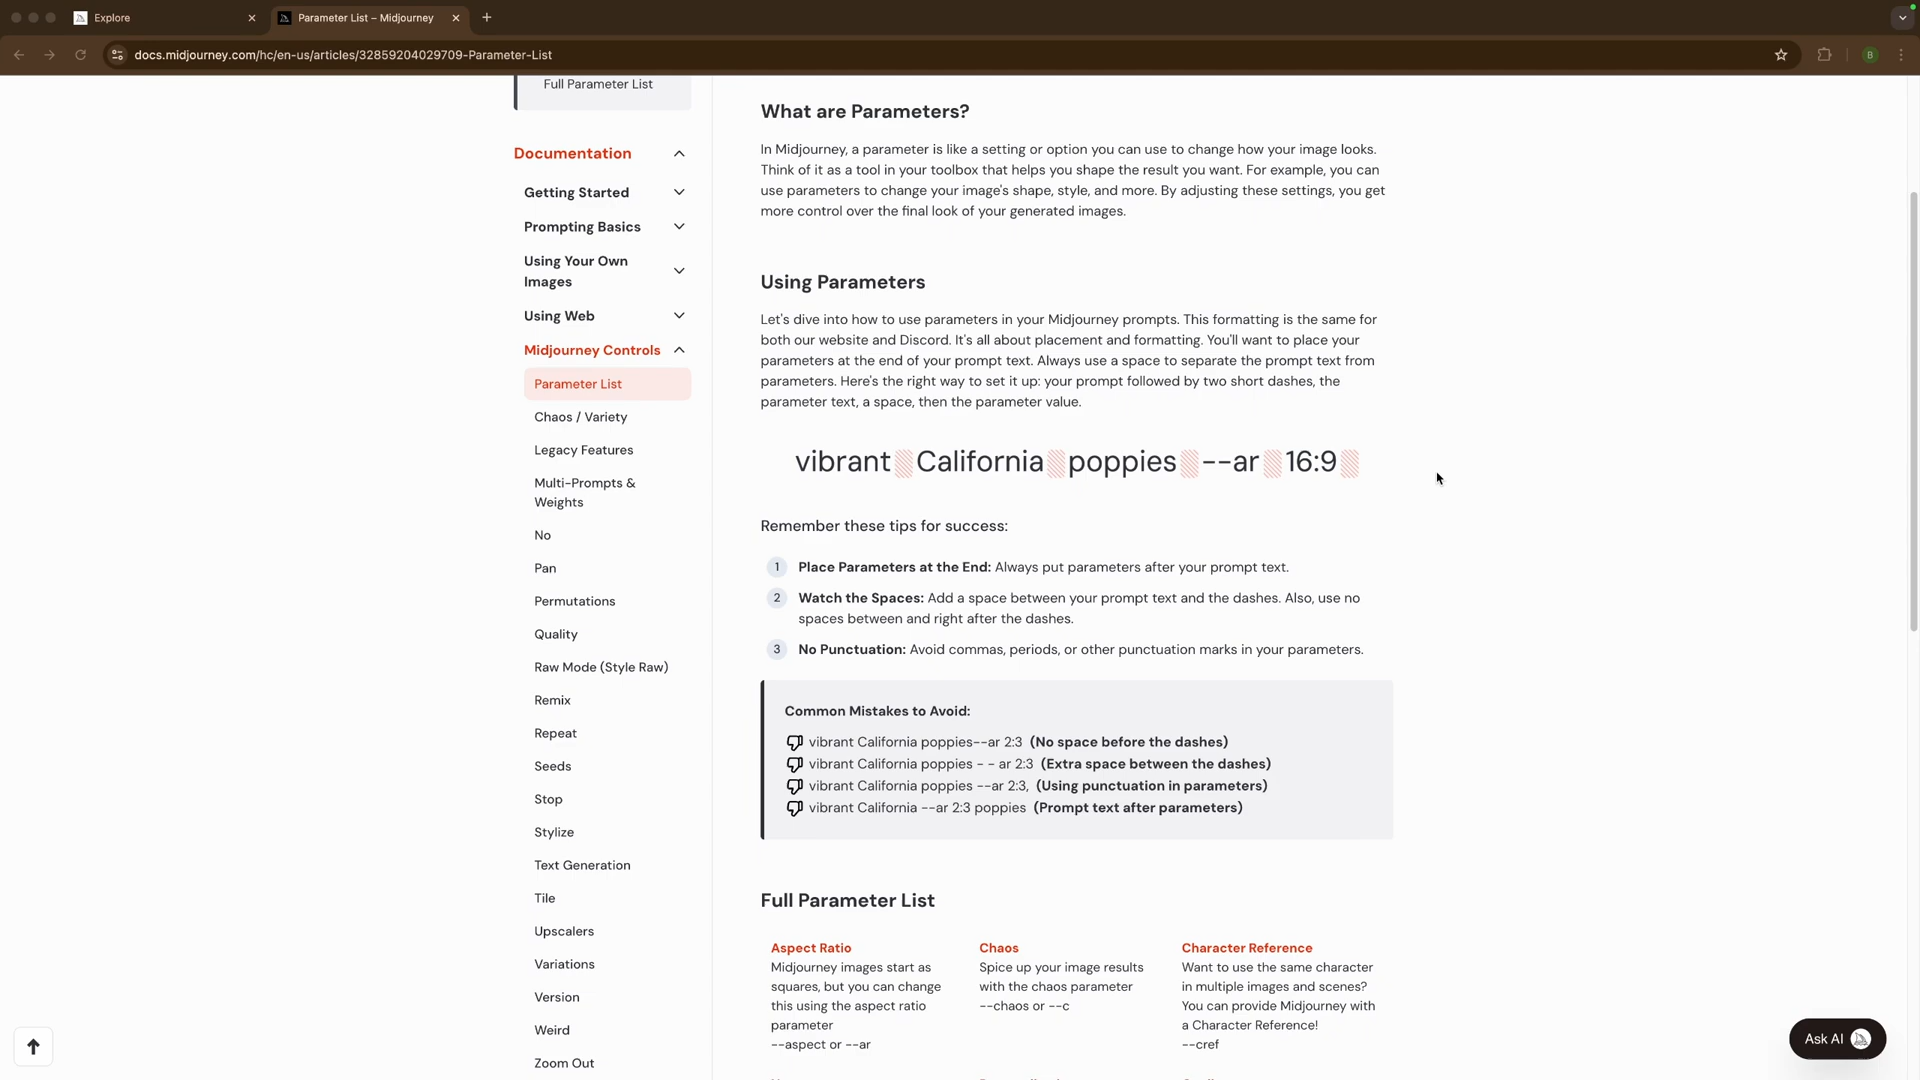 Explore
Parameter List – Midjourney
docs.midjourney.com/hc/en-us/articles/32859204029709-Parameter-List
B
Full Parameter List
Documentation
Getting Started
Prompting Basics
Using Your Own
Images
Using Web
Midjourney Controls
Parameter List
Chaos / Variety
Legacy Features
Multi-Prompts &
Weights
No
Pan
Permutations
Quality
Raw Mode (Style Raw)
Remix
Repeat
Seeds
Stop
Stylize
Text Generation
Tile
Upscalers
Variations
Version
Weird
Zoom Out
What are Parameters?
In Midjourney, a parameter is like a setting or option you can use to change how your image looks.
Think of it as a tool in your toolbox that helps you shape the result you want. For example, you can
use parameters to change your image's shape, style, and more. By adjusting these settings, you get
more control over the final look of your generated images.
Using Parameters
Let's dive into how to use parameters in your Midjourney prompts. This formatting is the same for
both our website and Discord. It's all about placement and formatting. You'll want to place your
parameters at the end of your prompt text. Always use a space to separate the prompt text from
parameters. Here's the right way to set it up: your prompt followed by two short dashes, the
parameter text, a space, then the parameter value.
vibrant California poppies --ar 16:9
Remember these tips for success:
1 Place Parameters at the End: Always put parameters after your prompt text.
2 Watch the Spaces: Add a space between your prompt text and the dashes. Also, use no
spaces between and right after the dashes.
3 No Punctuation: Avoid commas, periods, or other punctuation marks in your parameters.
Common Mistakes to Avoid:
vibrant California poppies--ar 2:3 (No space before the dashes)
vibrant California poppies - - ar 2:3 (Extra space between the dashes)
vibrant California poppies --ar 2:3, (Using punctuation in parameters)
vibrant California --ar 2:3 poppies (Prompt text after parameters)
Full Parameter List
Aspect Ratio
Midjourney images start as
squares, but you can change
this using the aspect ratio
parameter
--aspect or --ar
Chaos
Spice up your image results
with the chaos parameter
--chaos or --c
Character Reference
Want to use the same character
in multiple images and scenes?
You can provide Midjourney with
a Character Reference!
--cref
Ask AI